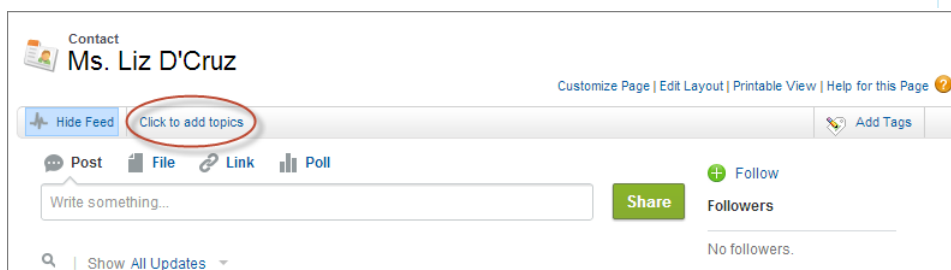 Contact
Ms. Liz D'Cruz
Customize Page | Edit Layout | Printable View | Help for this Page ?
Hide Feed Click to add topics Add Tags
Post File Link Poll
Follow
Write something... Share
Followers
No followers.
Show All Updates